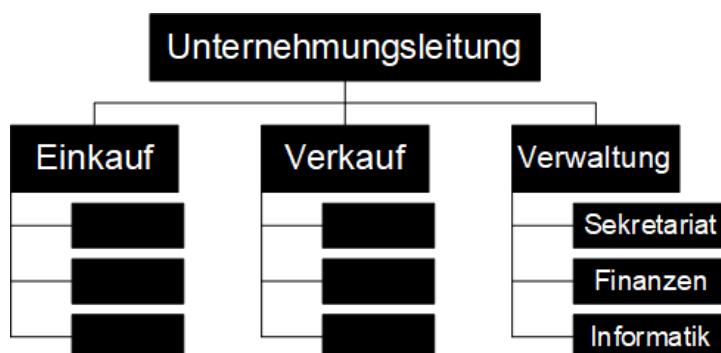 Unternehmungsleitung
Einkauf
Verkauf
Verwaltung
Sekretariat
Finanzen
Informatik